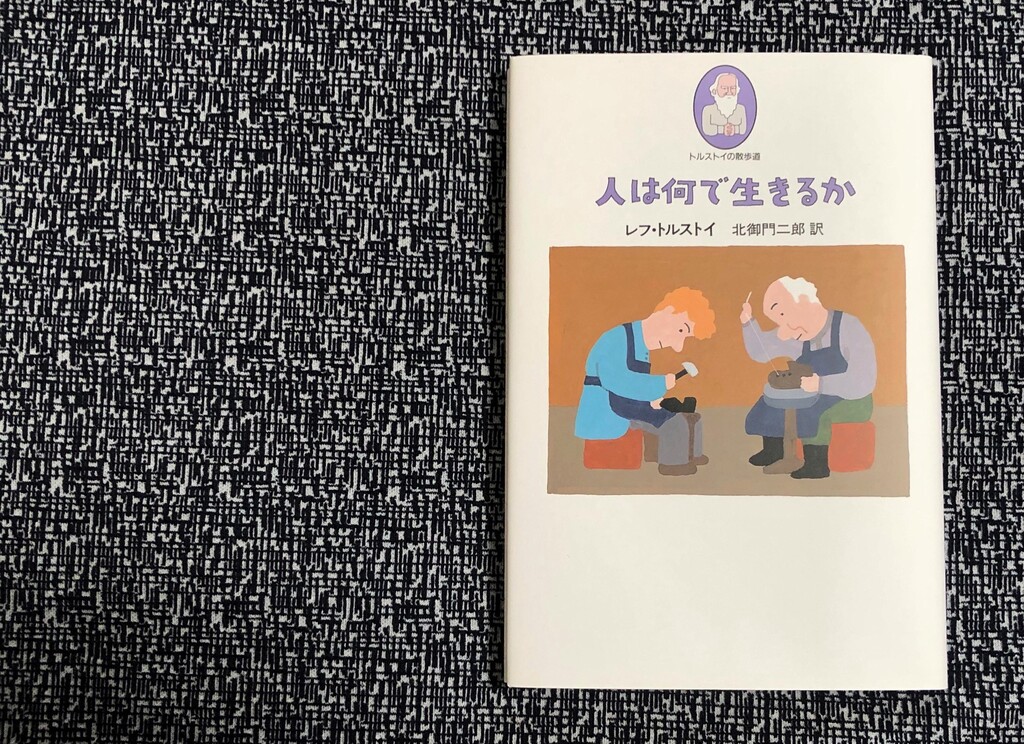 トルストイの散歩道
人は何で生きるか
レフ・トルストイ 北御門二郎 訳